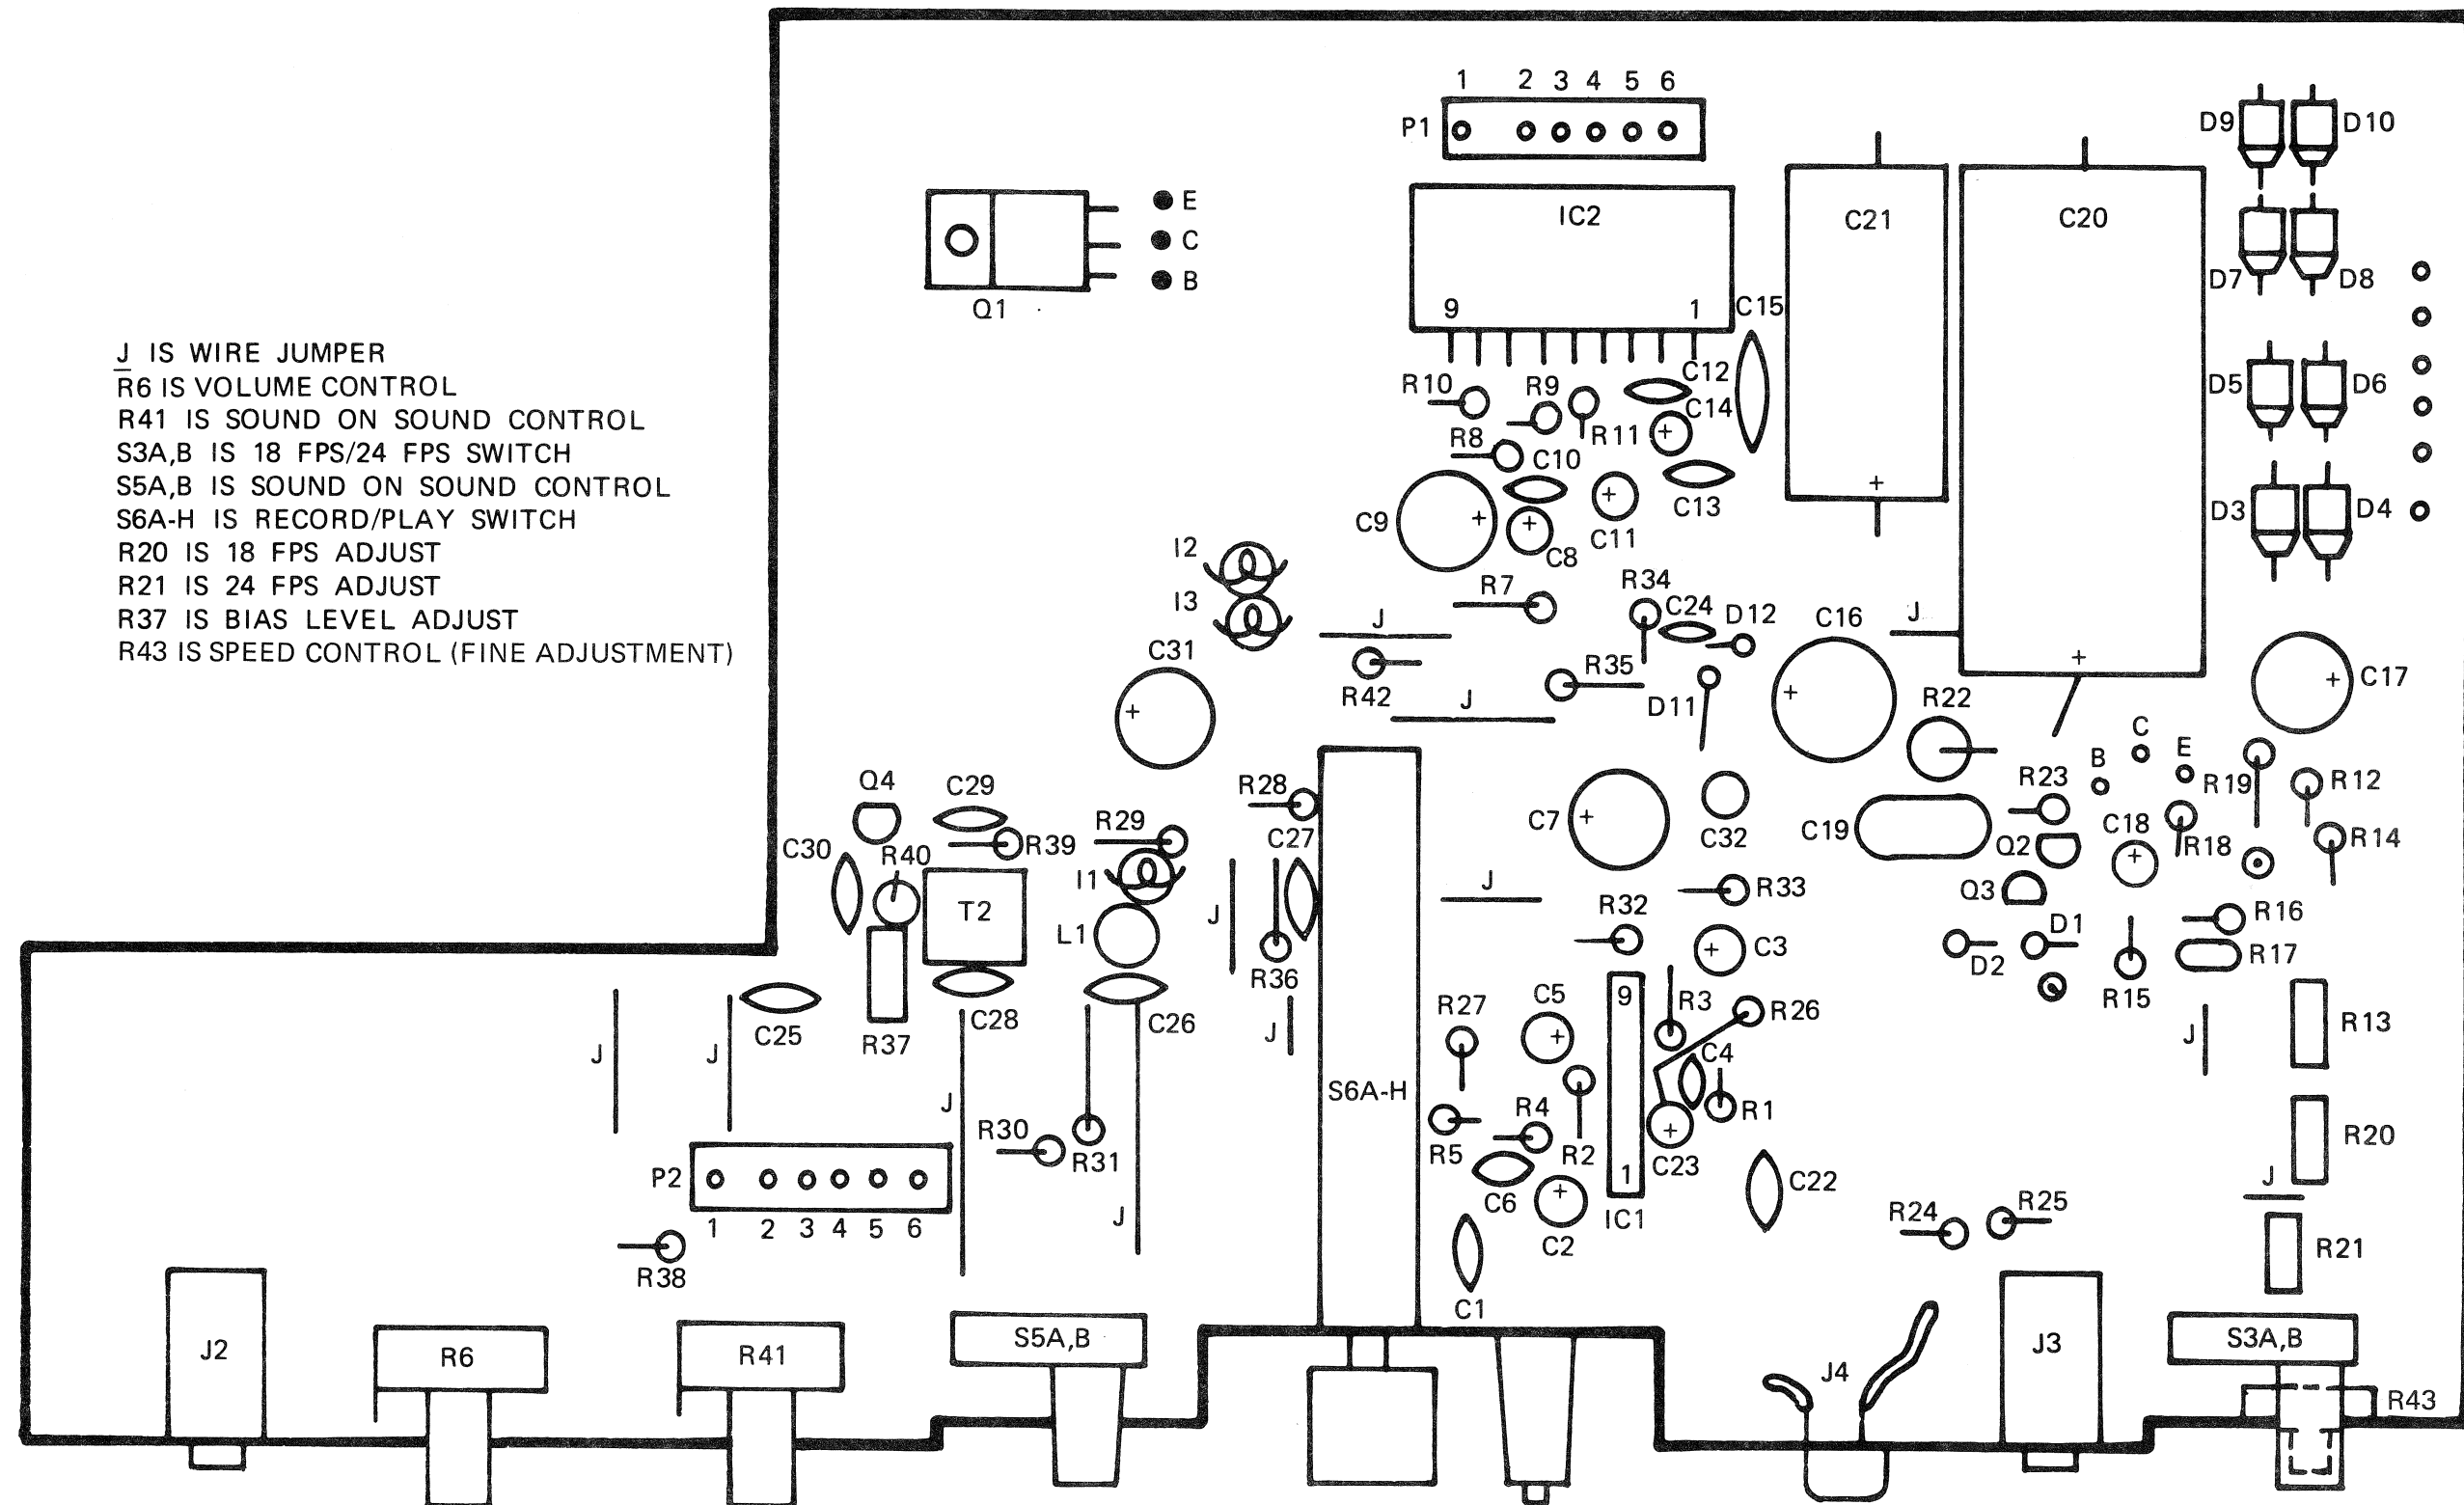 1 2 3 4 5 6
P1
D9 D10
E
C
B
Q1
IC2
9 1
C21
C20
D7 D8
C15
J IS WIRE JUMPER
R6 IS VOLUME CONTROL
R41 IS SOUND ON SOUND CONTROL
S3A,B IS 18 FPS/24 FPS SWITCH
S5A,B IS SOUND ON SOUND CONTROL
S6A-H IS RECORD/PLAY SWITCH
R20 IS 18 FPS ADJUST
R21 IS 24 FPS ADJUST
R37 IS BIAS LEVEL ADJUST
R43 IS SPEED CONTROL (FINE ADJUSTMENT)
R10 R9 C12
D5 D6
R8 R11 C14
C10
+
C13
+
C9 + + + C11
C8
D3 D4
I2
I3
R7 R34
C24 D12
J
C16
J
C31
R42
R35
D11
+
+
+
R22
+ C17
J
C
B E
Q4 C29
R28
R23 R19 R12
C30 R40 R39
R29
C27
C7 +
C32
C19
Q2
C18
+
R18
R14
I1
T2
L1
J
J
R33
R32
Q3
R16
R36
+ C3
D2 D1
R15
R17
C25
R37
C28
C26
J
R27
C5
+
9
R3
R26
J
R13
J J
J
S6A-H
C4
R1
R30
R31
R5
R4
R2
C23
+
1
R20
P2
1 2 3 4 5 6
J
C6
+
C2
IC1
C22
R24 R25
J
R38
C1
R21
J2
R6
R41
S5A,B
J4
J3
S3A,B
R43